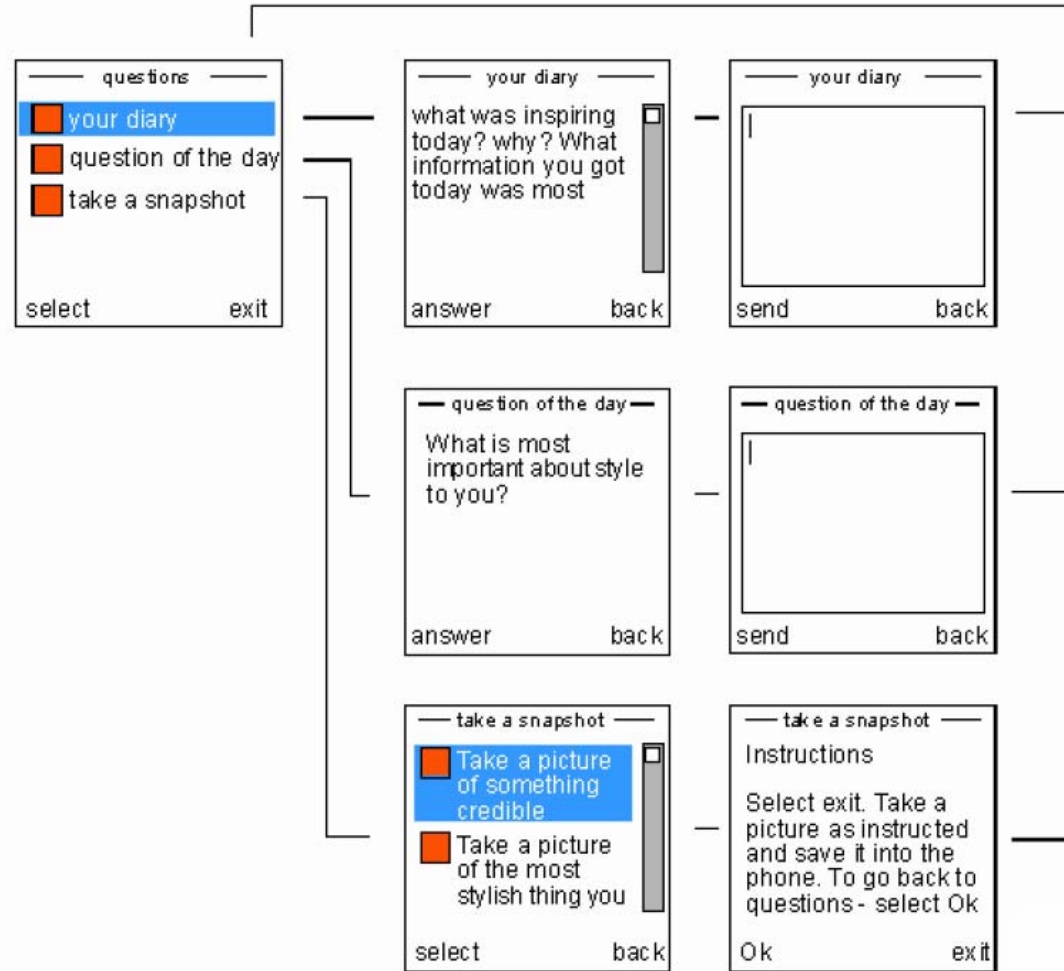 questions
your diary
question of the day
take a snapshot
select exit
your diary
what was inspiring
today? why? What
information you got
today was most
answer back
your diary
send back
question of the day
What is most
important about style
to you?
answer back
question of the day
send back
take a snapshot
Take a picture
of something
credible
Take a picture
of the most
stylish thing you
select back
take a snapshot
Instructions
Select exit. Take a
picture as instructed
and save it into the
phone. To go back to
questions - select Ok
Ok exit